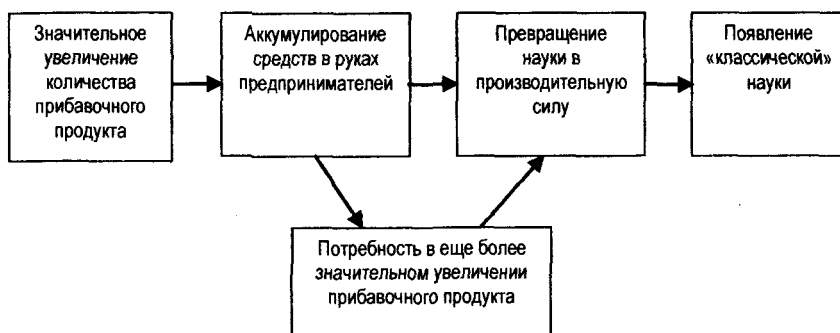 Значительное
увеличение
количества
прибавочного
продукта
Аккумулирование
средств в руках
предпринимателей
Превращение
науки в
производительную
силу
Появление
«классической»
науки
Потребность в еще более
значительном увеличении
прибавочного продукта